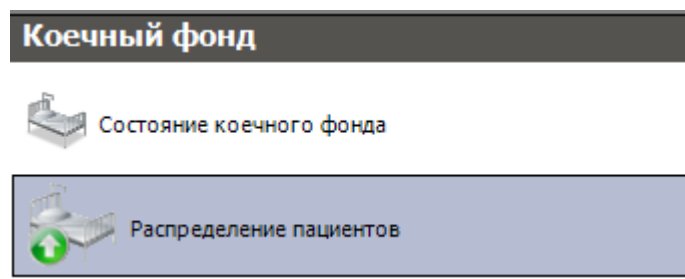 Коечный фонд
Состояние коечного фонда
Распределение пациентов